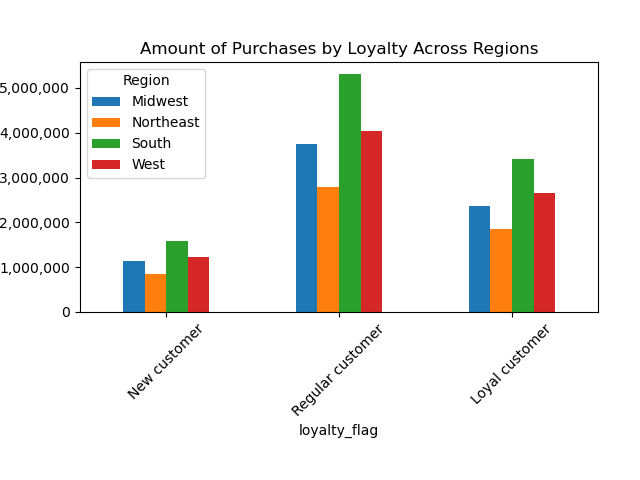 Amount of Purchases by Loyalty Across Regions
Region
Midwest
Northeast
South
West
5,000,000
4,000,000
3,000,000
2,000,000
1,000,000
0
New customer
Regular customer
Loyal customer
loyalty_flag